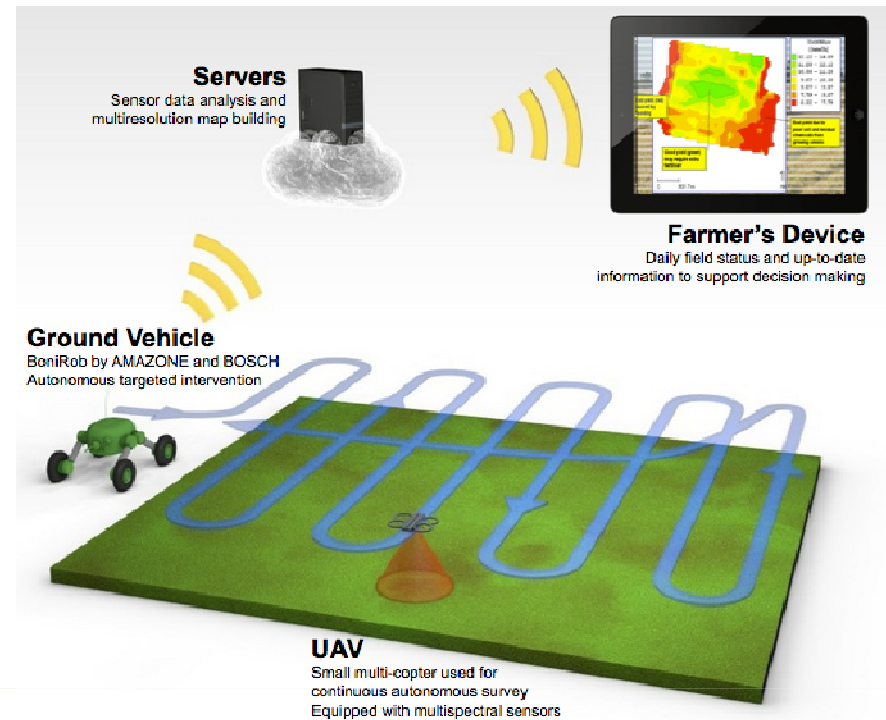 Servers
Sensor data analysis and
multiresolution map building
Farmer's Device
Daily field status and up-to-date
information to support decision making
Ground Vehicle
BoniRob by AMAZONE and BOSCH
Autonomous targeted intervention
UAV
Small multi-copter used for
continuous autonomous survey
Equipped with multispectral sensors